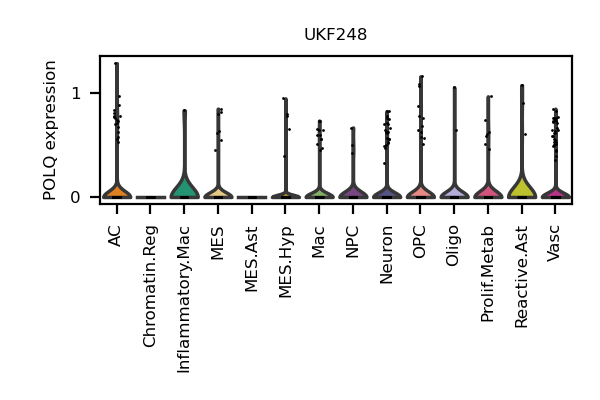 UKF248
POLQ expression
1
0
AC
Chromatin.Reg
Inflammatory.Mac
MES
MES.Ast
MES.Hyp
Mac
NPC
Neuron
OPC
Oligo
Prolif.Metab
Reactive.Ast
Vasc